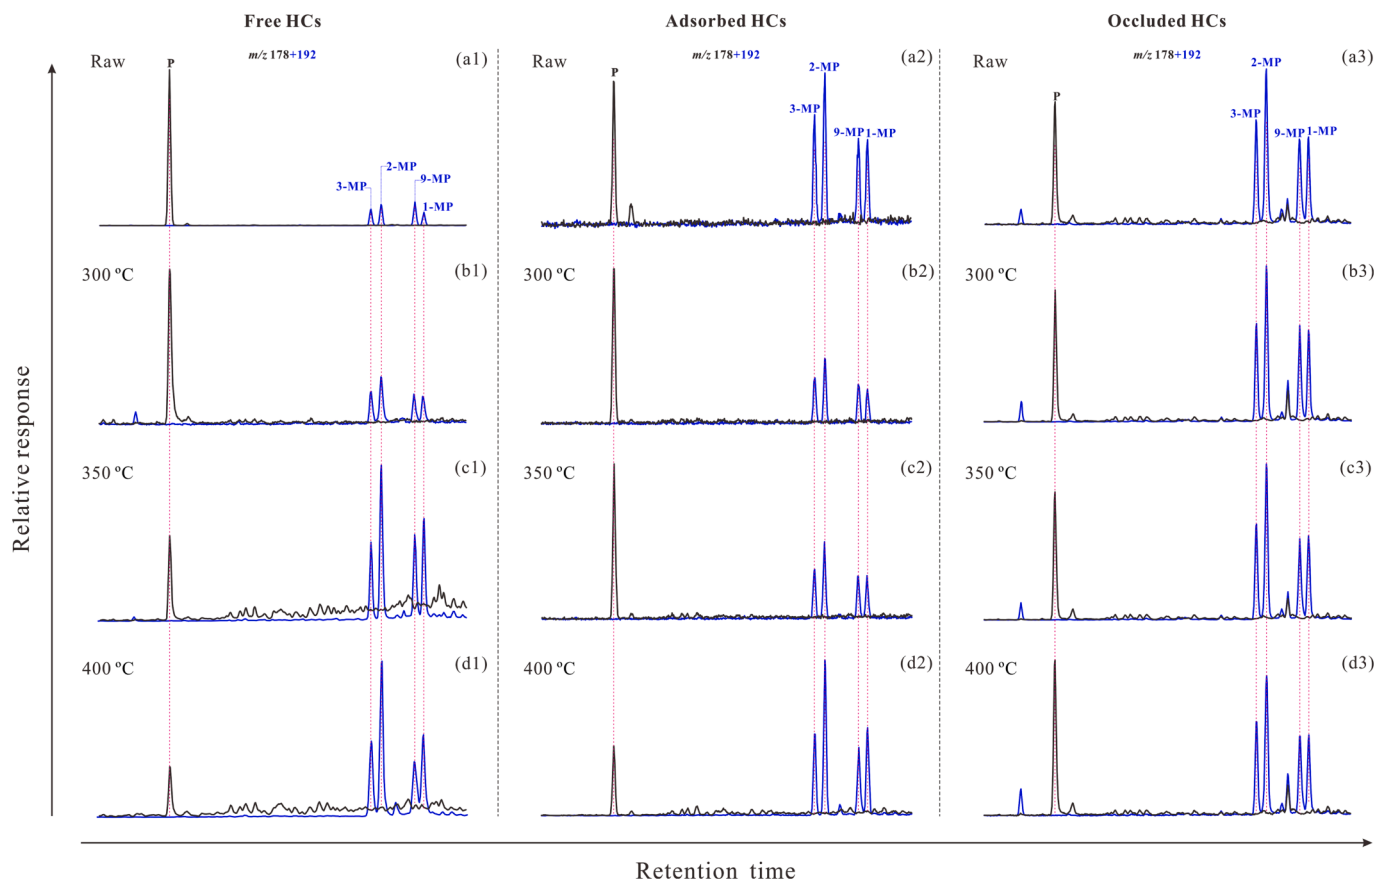 Free HCs
Adsorbed HCs
Occluded HCs
Raw
P
m/z 178+192
(a1)
3-MP
2-MP
9-MP
1-MP
Raw
P
m/z 178+192
(a2)
3-MP
2-MP
9-MP
1-MP
Raw
P
m/z 178+192
(a3)
3-MP
2-MP
9-MP
1-MP
300 ºC
(b1)
300 ºC
(b2)
300 ºC
(b3)
350 ºC
(c1)
350 ºC
(c2)
350 ºC
(c3)
400 ºC
(d1)
400 ºC
(d2)
400 ºC
(d3)
Relative response
Retention time